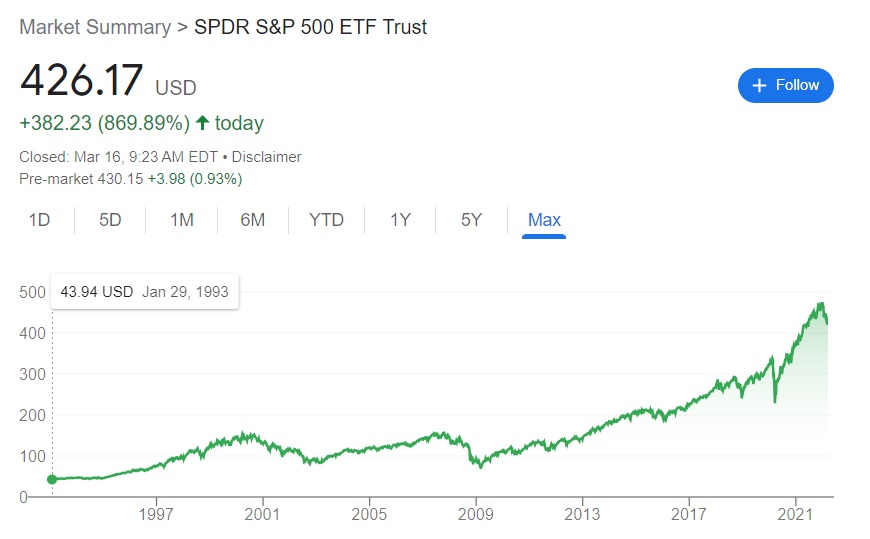 Market Summary > SPDR S&P 500 ETF Trust
426.17 USD
+ Follow
+382.23 (869.89%) ↑ today
Closed: Mar 16, 9:23 AM EDT • Disclaimer
Pre-market 430.15 +3.98 (0.93%)
1D 5D 1M 6M YTD 1Y 5Y Max
43.94 USD Jan 29, 1993
500
400
300
200
100
0
1997 2001 2005 2009 2013 2017 2021